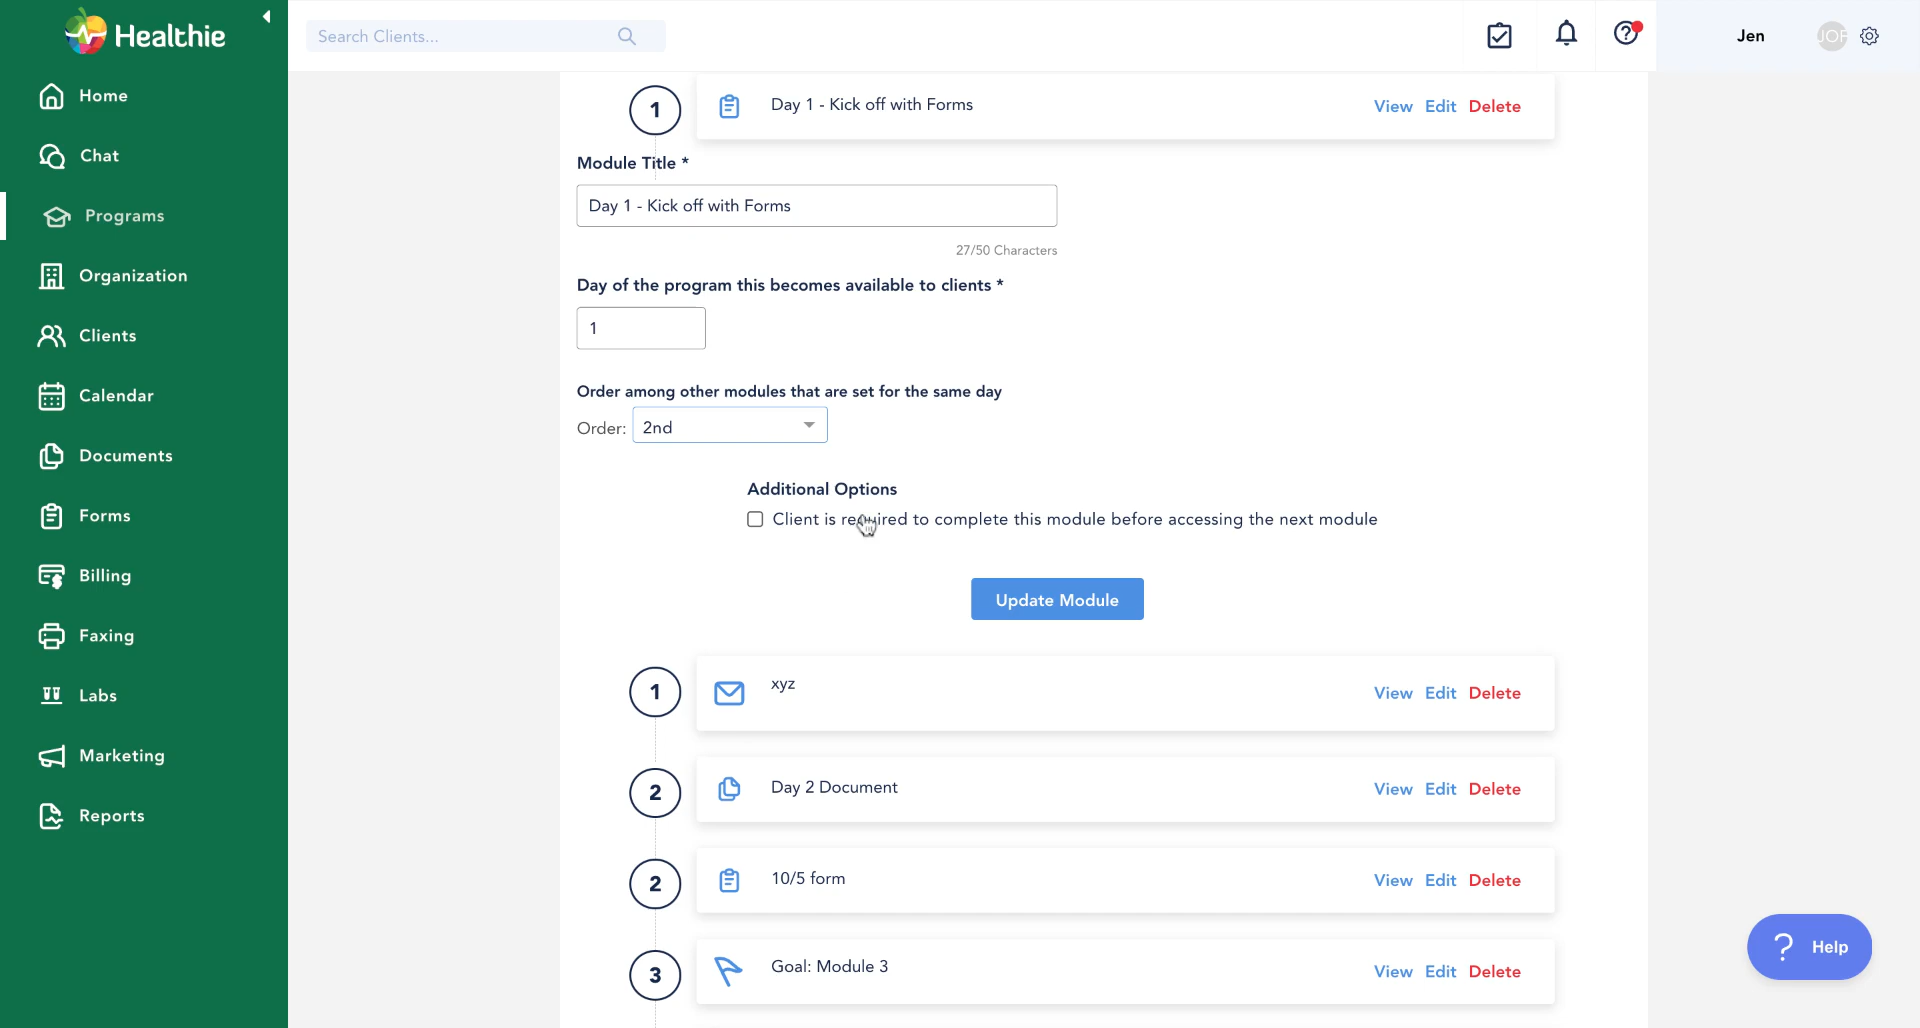 Healthie
Search Clients...
Jen
JOF
Home
Chat
Programs
Organization
Clients
Calendar
Documents
Forms
Billing
Faxing
Labs
Marketing
Reports
1
Day 1 - Kick off with Forms
View Edit Delete
Module Title *
Day 1 - Kick off with Forms
27/50 Characters
Day of the program this becomes available to clients *
1
Order among other modules that are set for the same day
Order: 2nd
Additional Options
Client is required to complete this module before accessing the next module
Update Module
1
xyz
View Edit Delete
2
Day 2 Document
View Edit Delete
2
10/5 form
View Edit Delete
3
Goal: Module 3
View Edit Delete
? Help